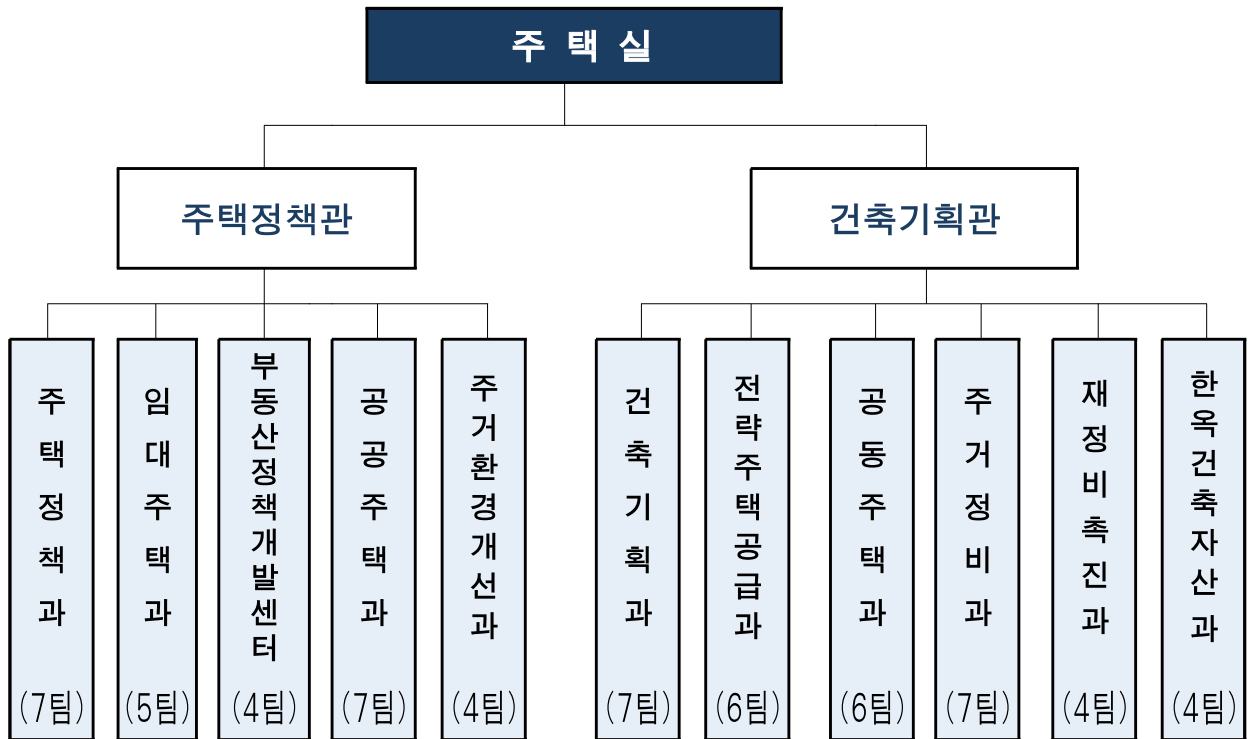 주 택 실
주택정책관
건축기획관
주택정책과
(7팀)
임대주택과
(5팀)
부동산정책개발센터
(4팀)
공공주택과
(7팀)
주거환경개선과
(4팀)
건축기획과
(7팀)
전략주택공급과
(6팀)
공동주택과
(6팀)
주거정비과
(7팀)
재정비촉진과
(4팀)
한옥건축자산과
(4팀)